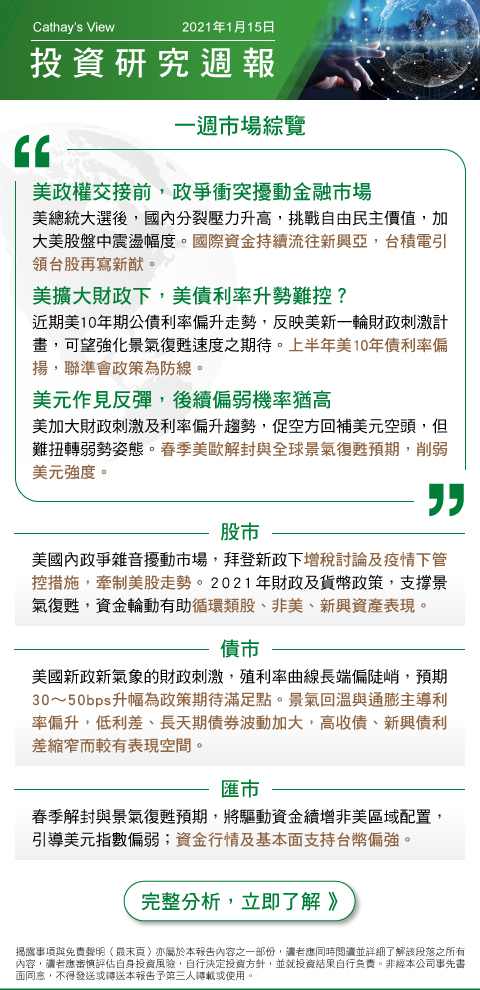 Cathay's View 2021年1月15日
投資研究週報
一週市場綜覽
美政權交接前，政爭衝突擾動金融市場
美總統大選後，國內分裂壓力升高，挑戰自由民主價值，加
大美股盤中震盪幅度。國際資金持續流往新興亞，台積電引
領台股再寫新猷。
美擴大財政下，美債利率升勢難控？
近期美10年期公債利率偏升走勢，反映美新一輪財政刺激計
畫，可望強化景氣復甦速度之期待。上半年美10年債利率偏
揚，聯準會政策為防線。
美元作見反彈，後續偏弱機率猶高
美加大財政刺激及利率偏升趨勢，促空方回補美元空頭，但
難扭轉弱勢姿態。春季美歐解封與全球景氣復甦預期，削弱
美元強度。
股市
美國內政爭雜音擾動市場，拜登新政下增稅討論及疫情下管
控措施，牽制美股走勢。2021年財政及貨幣政策，支撐景
氣復甦，資金輪動有助循環類股、非美、新興資產表現。
債市
美國新政新氣象的財政刺激，殖利率曲線長端偏陡峭，預期
30～50bps升幅為政策期待滿足點。景氣回溫與通膨主導利
率偏升，低利差、長天期債券波動加大，高收債、新興債利
差縮窄而較有表現空間。
匯市
春季解封與景氣復甦預期，將驅動資金續增非美區域配置，
引導美元指數偏弱；資金行情及基本面支持台幣偏強。
完整分析，立即了解 》
揭露事項與免責聲明（最末頁）亦屬於本報告內容之一部份，讀者應同時閱讀並詳細了解該段落之所有
內容，讀者應審慎評估自身投資風險，自行決定投資方針，並就投資結果自行負責。非經本公司事先書
面同意，不得發送或轉送本報告予第三人轉載或使用。